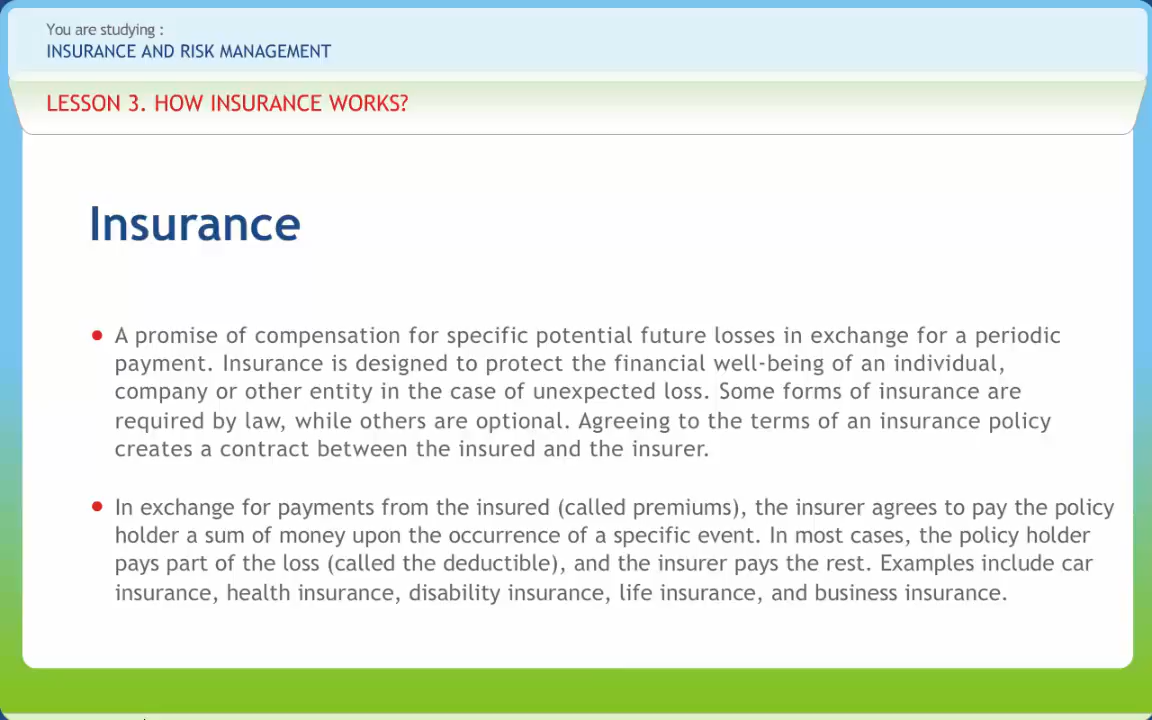 You are studying :
INSURANCE AND RISK MANAGEMENT
LESSON 3. HOW INSURANCE WORKS?
Insurance
• A promise of compensation for specific potential future losses in exchange for a periodic
payment. Insurance is designed to protect the financial well-being of an individual,
company or other entity in the case of unexpected loss. Some forms of insurance are
required by law, while others are optional. Agreeing to the terms of an insurance policy
creates a contract between the insured and the insurer.
• In exchange for payments from the insured (called premiums), the insurer agrees to pay the policy
holder a sum of money upon the occurrence of a specific event. In most cases, the policy holder
pays part of the loss (called the deductible), and the insurer pays the rest. Examples include car
insurance, health insurance, disability insurance, life insurance, and business insurance.